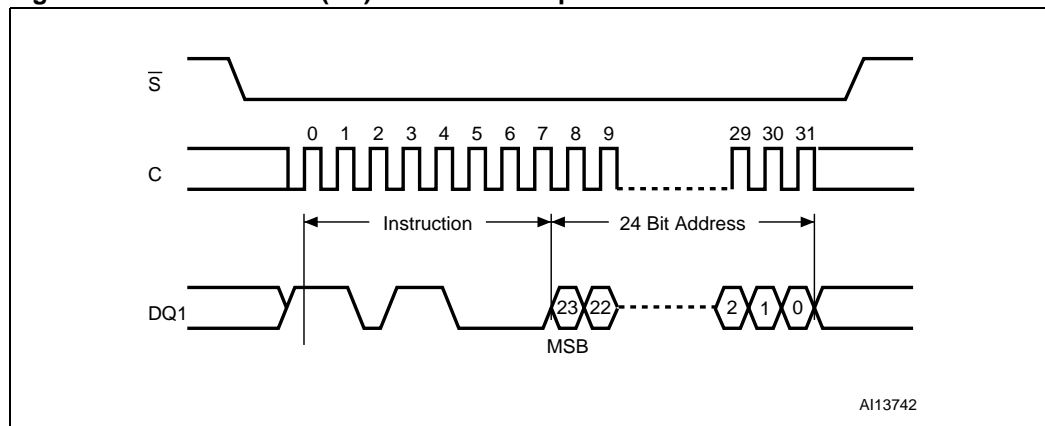 S̅
0 1 2 3 4 5 6 7 8 9 29 30 31
C
Instruction 24 Bit Address
DQ1 23 22 2 1 0
MSB
AI13742